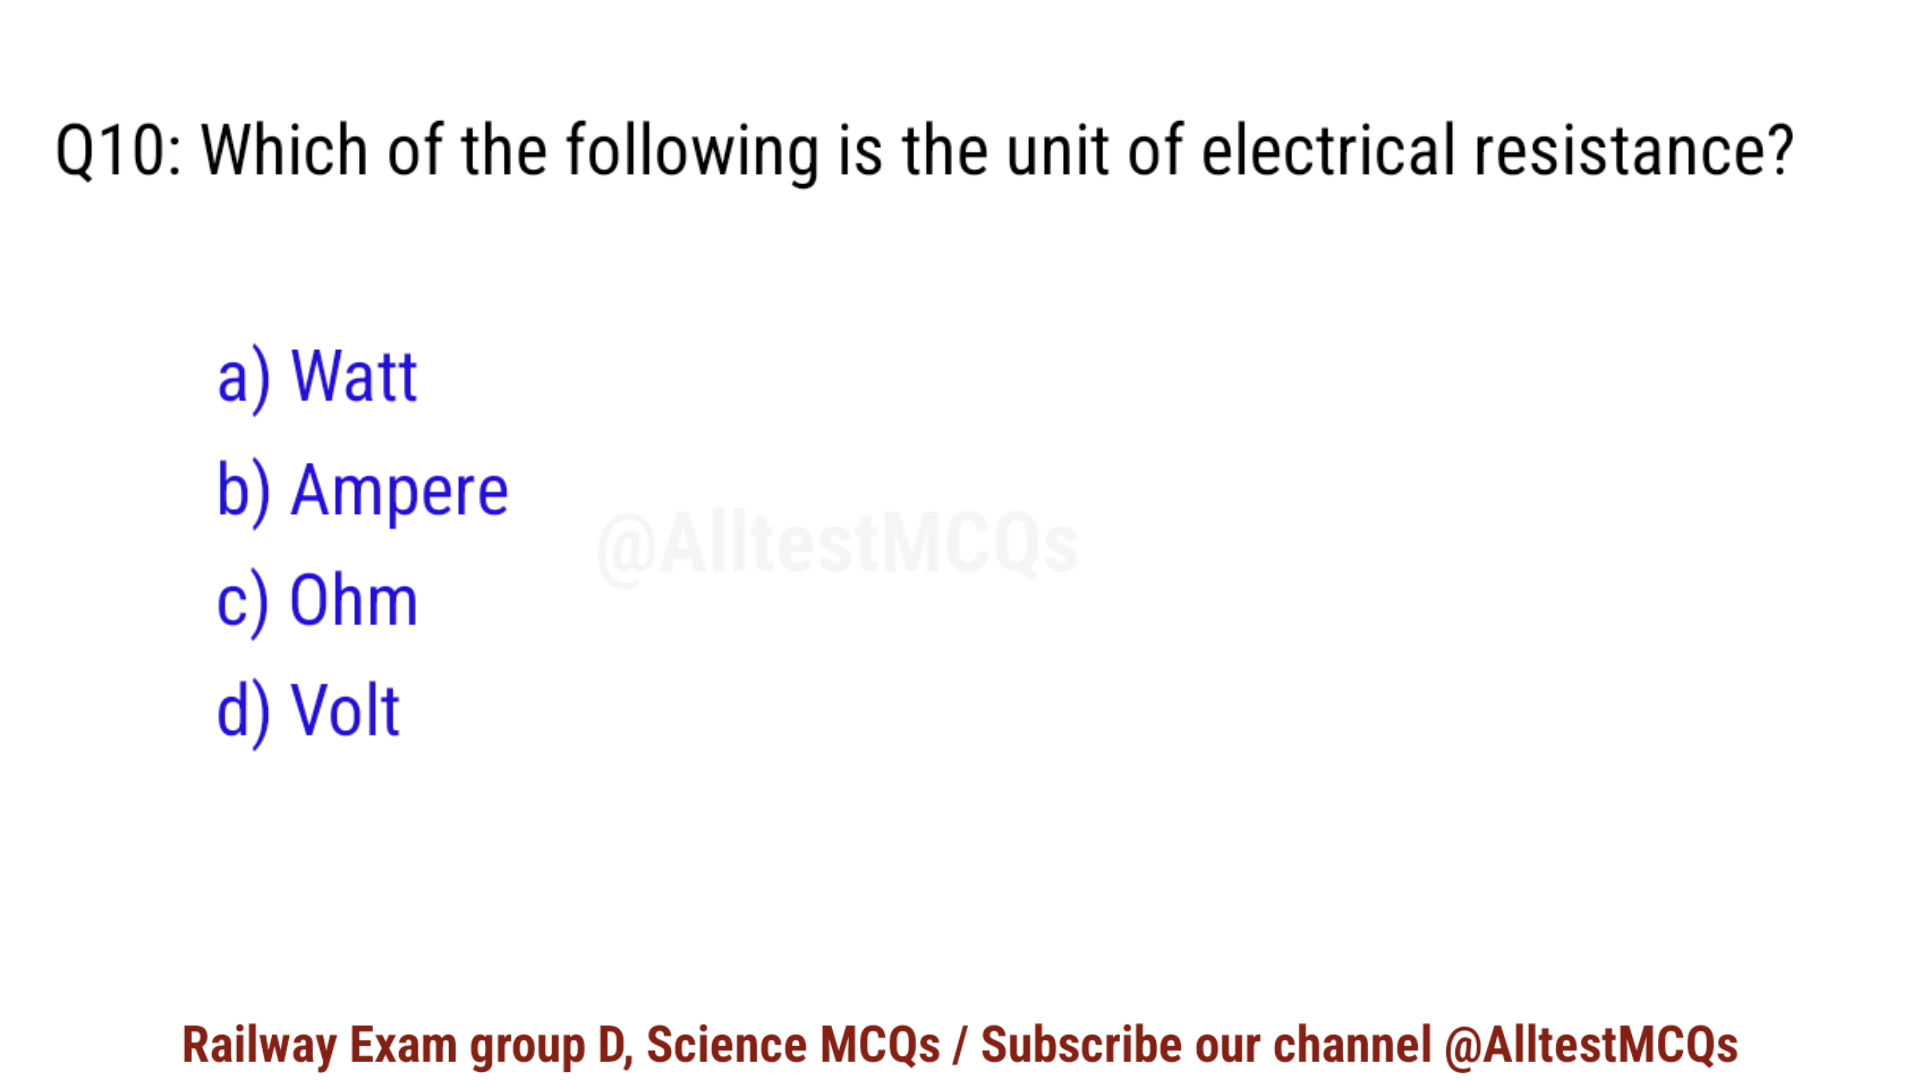 Q10: Which of the following is the unit of electrical resistance?
a) Watt
b) Ampere
@AlltestMCQs
c) Ohm
d) Volt
Railway Exam group D, Science MCQs / Subscribe our channel @AlltestMCQs